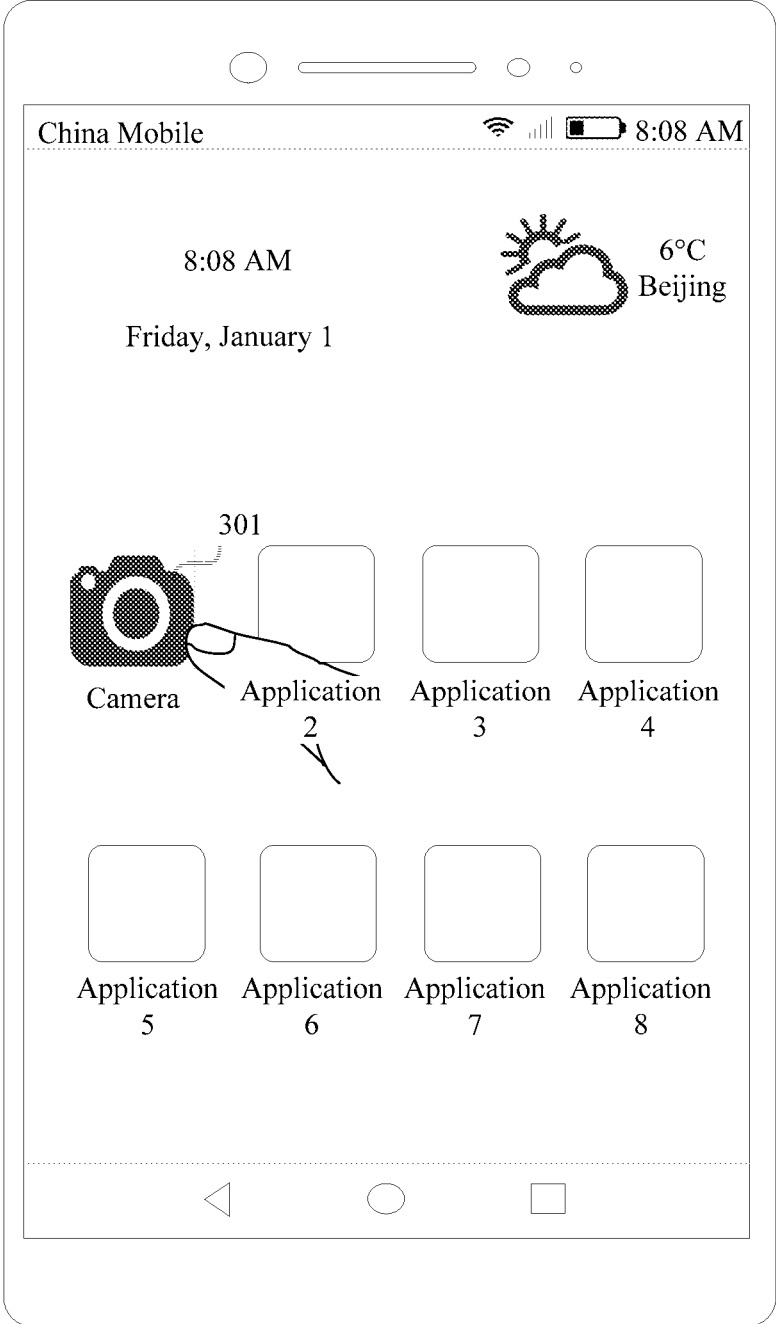 China Mobile 8:08 AM
8:08 AM
6°C
Beijing
Friday, January 1
301
Camera
Application
2
Application
3
Application
4
Application
5
Application
6
Application
7
Application
8